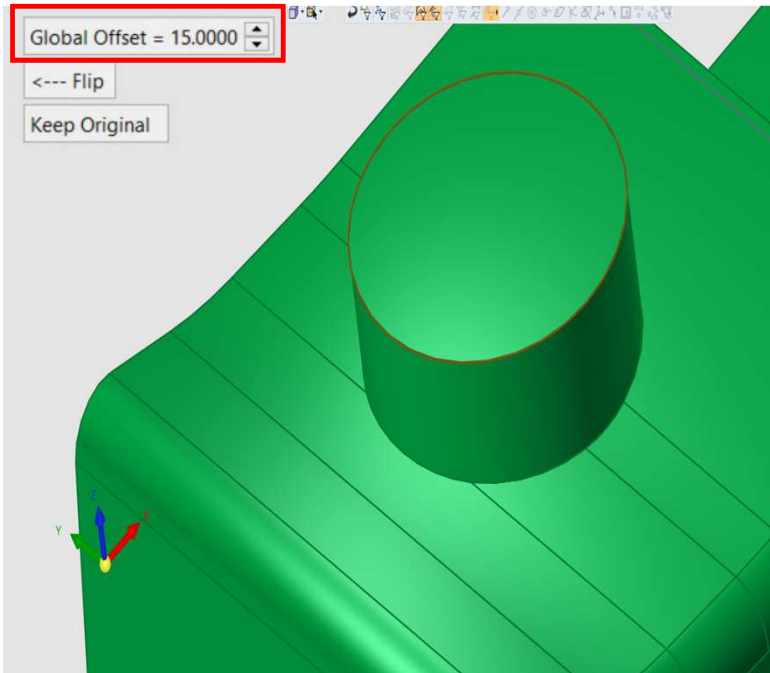 Global Offset = 15.0000
<--- Flip
Keep Original
Z
Y
X